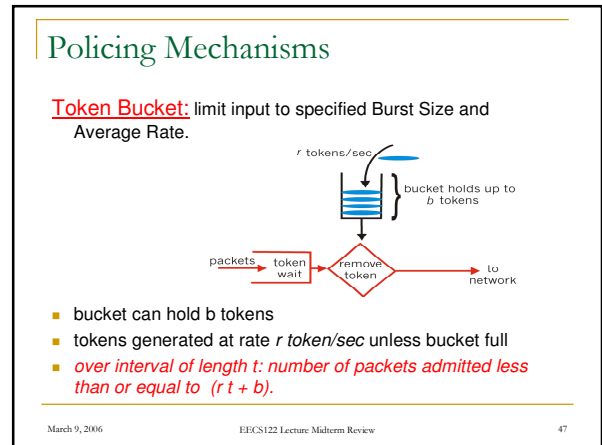 Policing Mechanisms
Token Bucket: limit input to specified Burst Size and
Average Rate.
r tokens/sec
bucket holds up to
b tokens
packets
token
wait
remove
token
to
network
bucket can hold b tokens
tokens generated at rate r token/sec unless bucket full
over interval of length t: number of packets admitted less
than or equal to (r t + b).
March 9, 2006
EECS122 Lecture Midterm Review
47